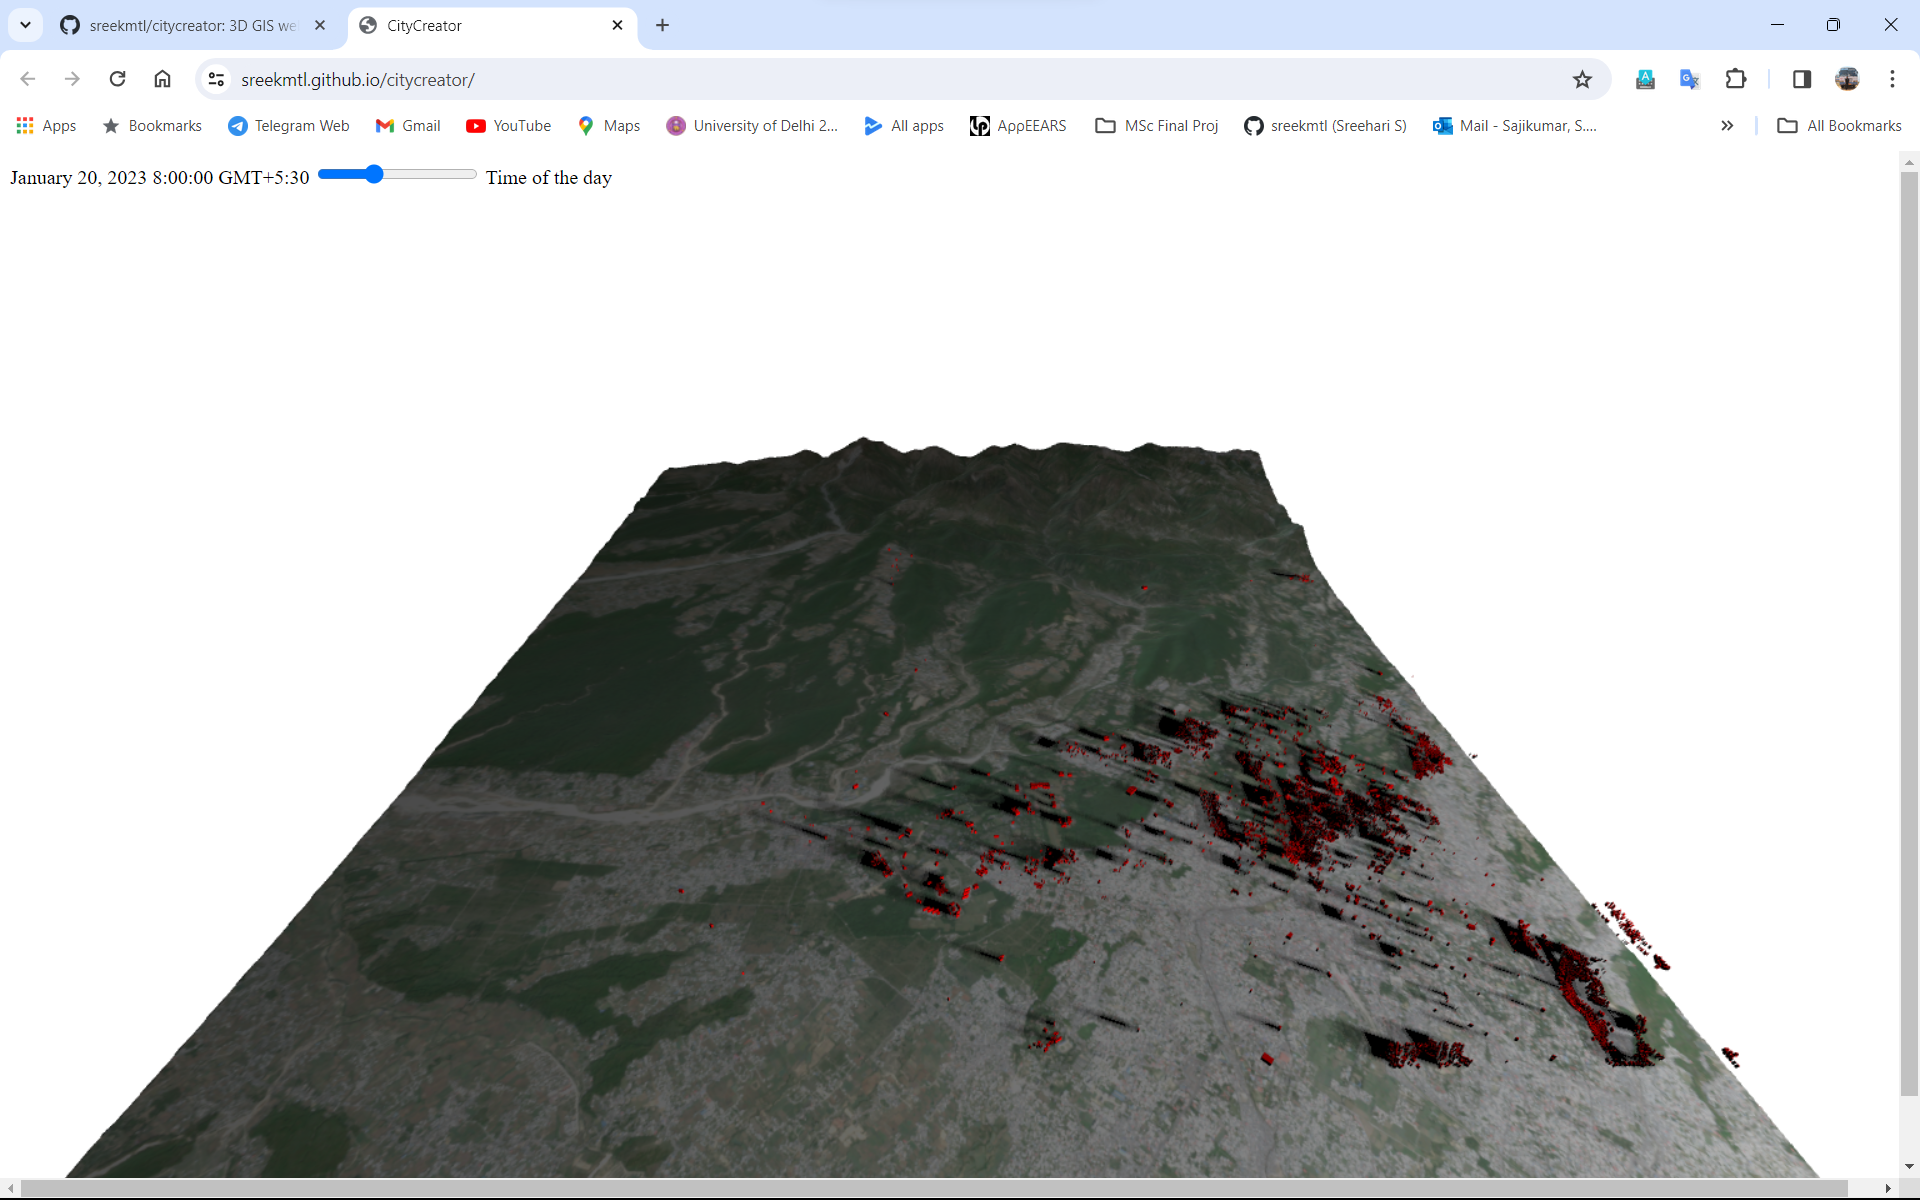 sreekmtl/citycreator: 3D GIS we
CityCreator
sreekmtl.github.io/citycreator/
Apps
Bookmarks
Telegram Web
Gmail
YouTube
Maps
University of Delhi 2...
All apps
AppEEARS
MSc Final Proj
sreekmtl (Sreehari S)
Mail - Sajikumar, S....
All Bookmarks
January 20, 2023 8:00:00 GMT+5:30
Time of the day